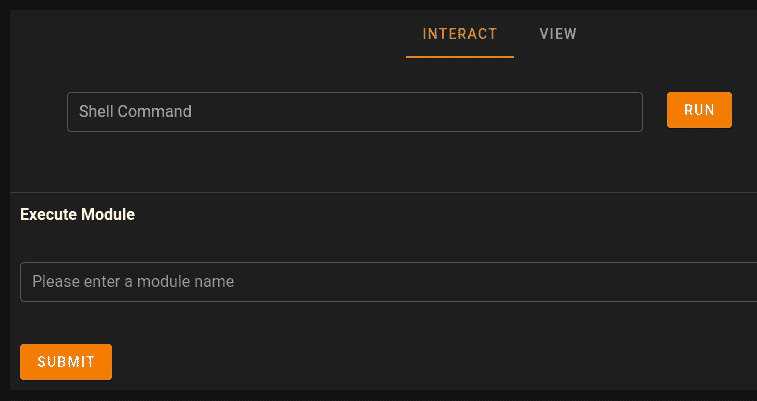 INTERACT VIEW
Shell Command RUN
Execute Module
Please enter a module name
SUBMIT